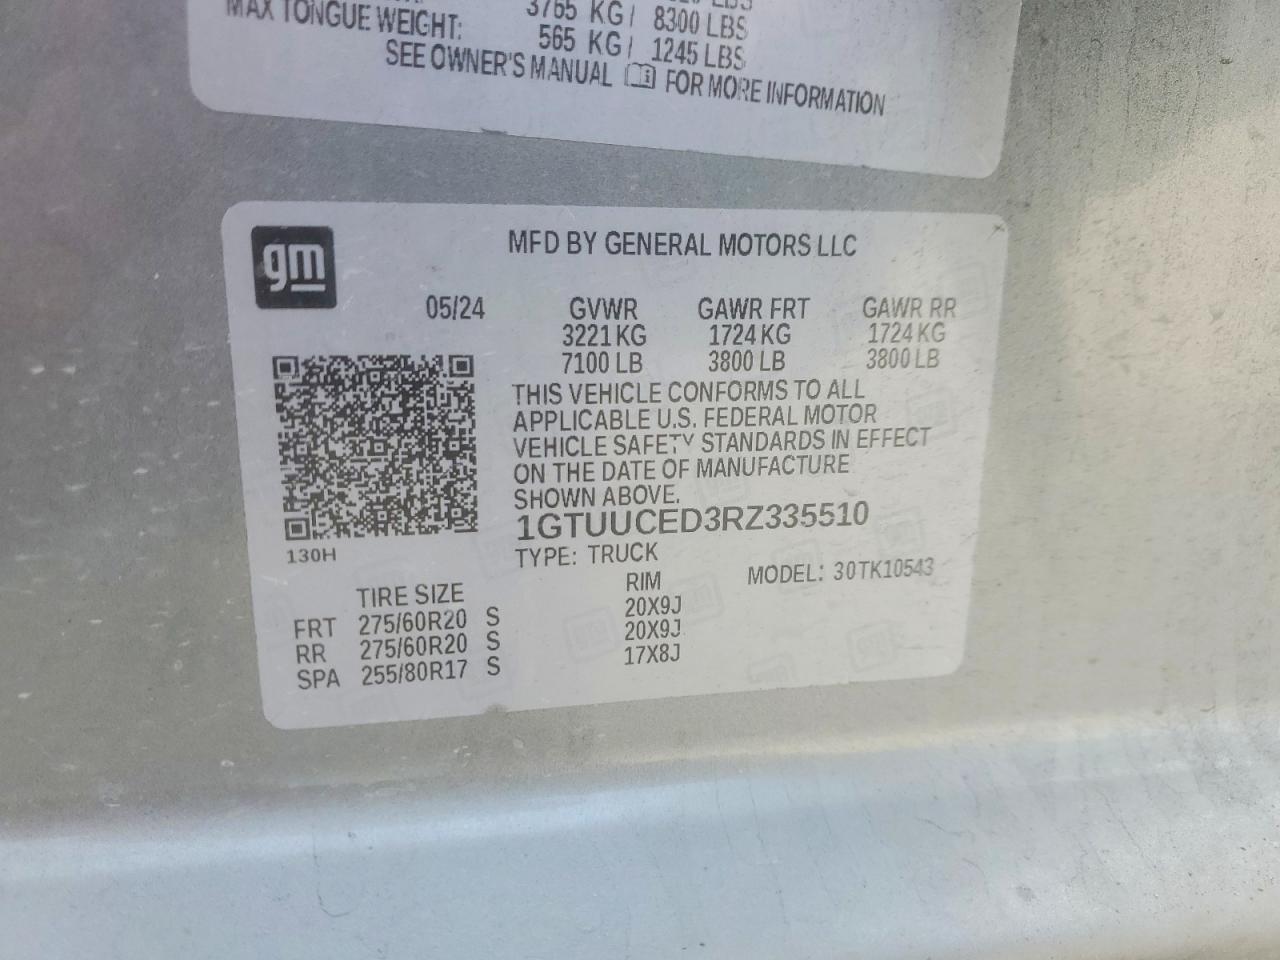 3765 KG/ 8300 LBS
MAX TONGUE WEIGHT: 565 KG/ 1245 LBS
SEE OWNER'S MANUAL FOR MORE INFORMATION
gm
MFD BY GENERAL MOTORS LLC
05/24 GVWR GAWR FRT GAWR RR
3221 KG 1724 KG 1724 KG
7100 LB 3800 LB 3800 LB
THIS VEHICLE CONFORMS TO ALL
APPLICABLE U.S. FEDERAL MOTOR
VEHICLE SAFETY STANDARDS IN EFFECT
ON THE DATE OF MANUFACTURE
SHOWN ABOVE.
1GTUUCED3RZ335510
130H
TYPE: TRUCK MODEL: 30TK10543
TIRE SIZE RIM
FRT 275/60R20 S 20X9J
RR 275/60R20 S 20X9J
SPA 255/80R17 S 17X8J